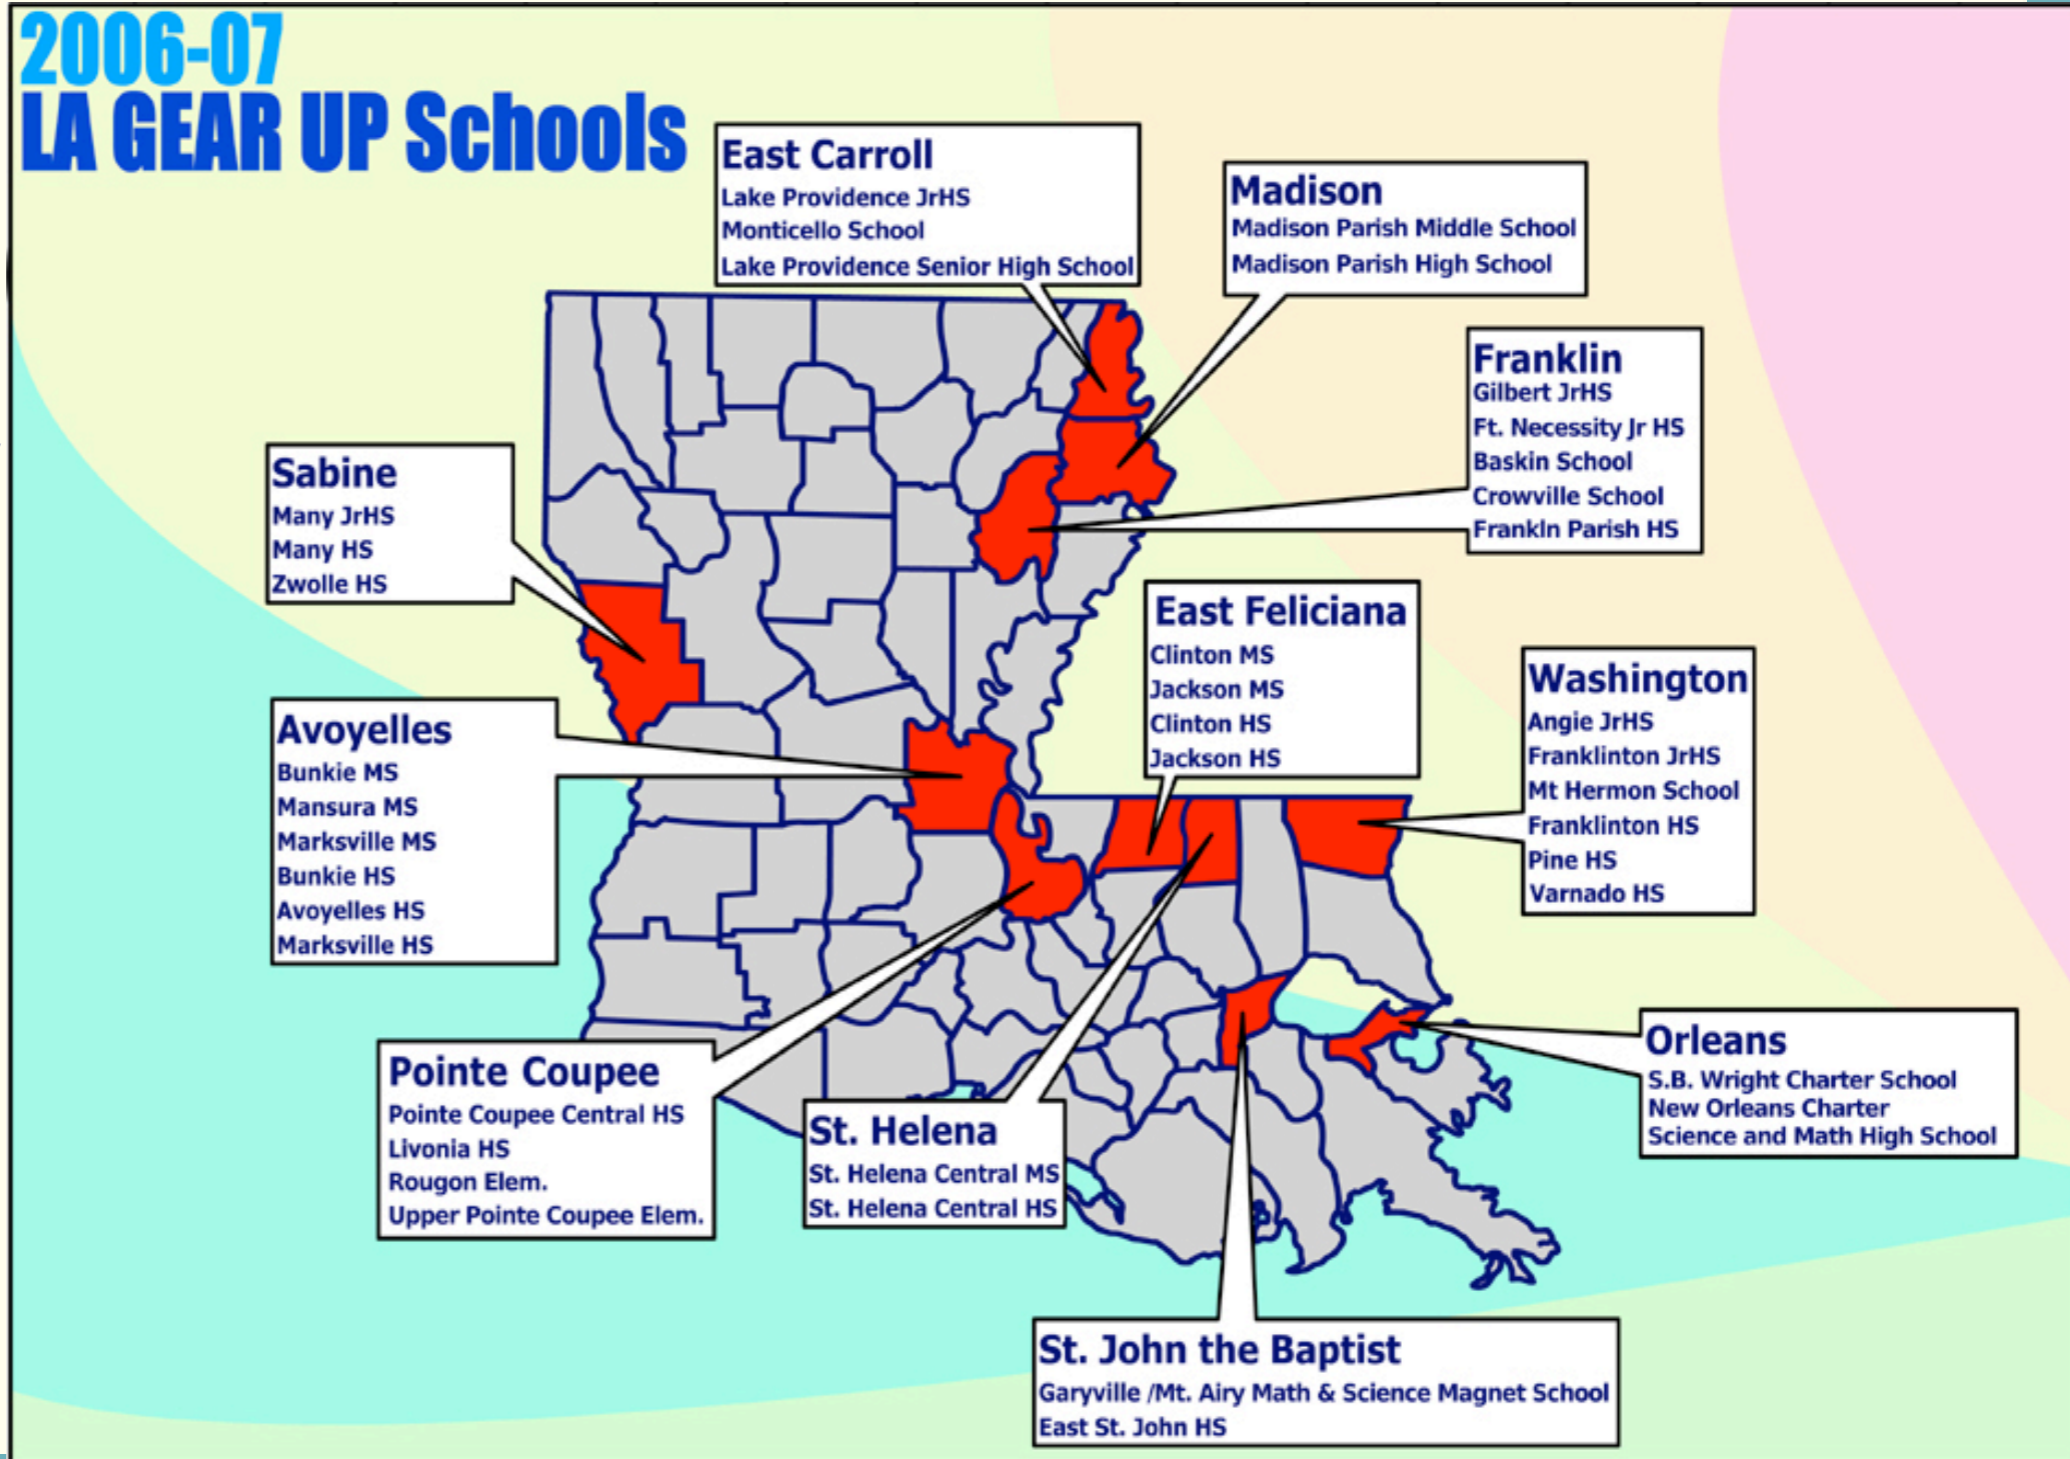 2006-07
LA GEAR UP Schools
East Carroll
Lake Providence JrHS
Monticello School
Lake Providence Senior High School
Madison
Madison Parish Middle School
Madison Parish High School
Franklin
Gilbert JrHS
Ft. Necessity Jr HS
Baskin School
Crowville School
Frankln Parish HS
Sabine
Many JrHS
Many HS
Zwolle HS
East Feliciana
Clinton MS
Jackson MS
Clinton HS
Jackson HS
Washington
Angie JrHS
Franklinton JrHS
Mt Hermon School
Franklinton HS
Pine HS
Varnado HS
Avoyelles
Bunkie MS
Mansura MS
Marksville MS
Bunkie HS
Avoyelles HS
Marksville HS
Orleans
S.B. Wright Charter School
New Orleans Charter
Science and Math High School
Pointe Coupee
Pointe Coupee Central HS
Livonia HS
Rougon Elem.
Upper Pointe Coupee Elem.
St. Helena
St. Helena Central MS
St. Helena Central HS
St. John the Baptist
Garyville /Mt. Airy Math & Science Magnet School
East St. John HS